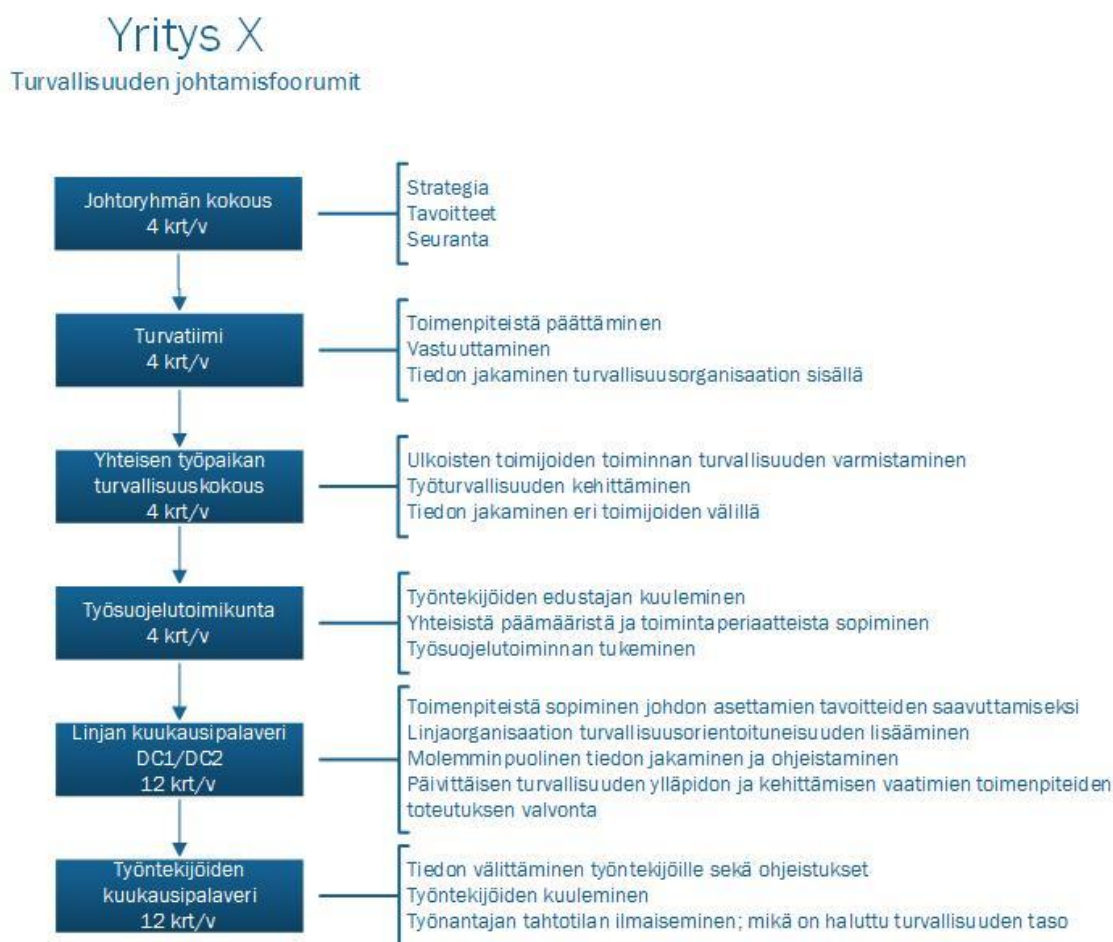 Yritys X
Turvallisuuden johtamisfoorumit
Johtoryhmän kokous
4 krt/v
Strategia
Tavoitteet
Seuranta
Turvatiimi
4 krt/v
Toimenpiteistä päättäminen
Vastuuttaminen
Tiedon jakaminen turvallisuusorganisaation sisällä
Yhteisen työpaikan
turvallisuuskokous
4 krt/v
Ulkoisten toimijoiden toiminnan turvallisuuden varmistaminen
Työturvallisuuden kehittäminen
Tiedon jakaminen eri toimijoiden välillä
Työsuojelutoimikunta
4 krt/v
Työntekijöiden edustajan kuuleminen
Yhteisistä päämääristä ja toimintaperiaatteista sopiminen
Työsuojelutoiminnan tukeminen
Linjan kuukausipalaveri
DC1/DC2
12 krt/v
Toimenpiteistä sopiminen johdon asettamien tavoitteiden saavuttamiseksi
Linjaorganisaation turvallisuusorientoituneisuuden lisääminen
Molemminpuolinen tiedon jakaminen ja ohjeistaminen
Päivittäisen turvallisuuden ylläpidon ja kehittämisen vaatimien toimenpiteiden
toteutuksen valvonta
Työntekijöiden
kuukausipalaveri
12 krt/v
Tiedon välittäminen työntekijöille sekä ohjeistukset
Työntekijöiden kuuleminen
Työnantajan tahtotilan ilmaiseminen; mikä on haluttu turvallisuuden taso